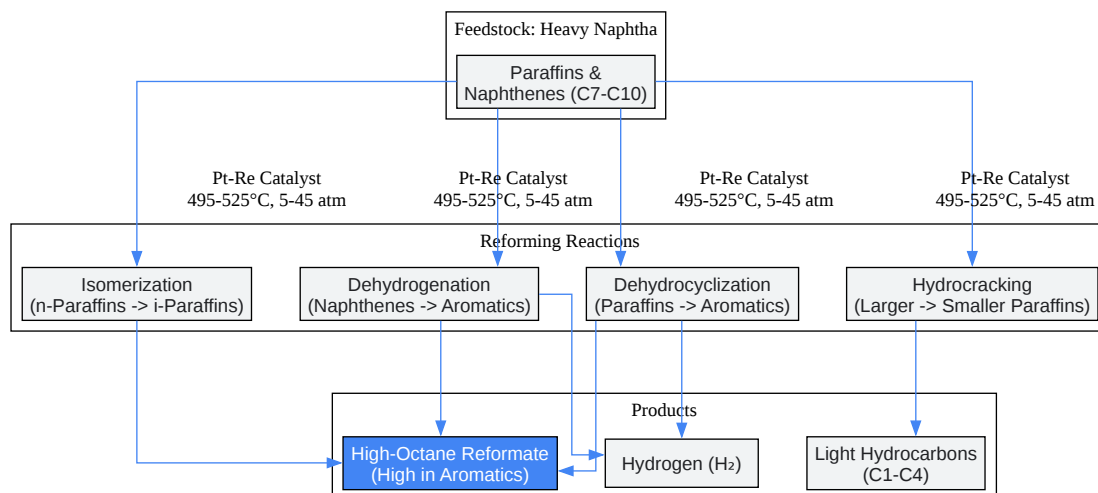 Feedstock: Heavy Naphtha
Paraffins &
Naphthenes (C7-C10)
Pt-Re Catalyst
495-525°C, 5-45 atm
Pt-Re Catalyst
495-525°C, 5-45 atm
Pt-Re Catalyst
495-525°C, 5-45 atm
Pt-Re Catalyst
495-525°C, 5-45 atm
Reforming Reactions
Isomerization
(n-Paraffins -> i-Paraffins)
Dehydrogenation
(Naphthenes -> Aromatics)
Dehydrocyclization
(Paraffins -> Aromatics)
Hydrocracking
(Larger -> Smaller Paraffins)
Products
High-Octane Reformate
(High in Aromatics)
Hydrogen (H₂)
Light Hydrocarbons
(C1-C4)